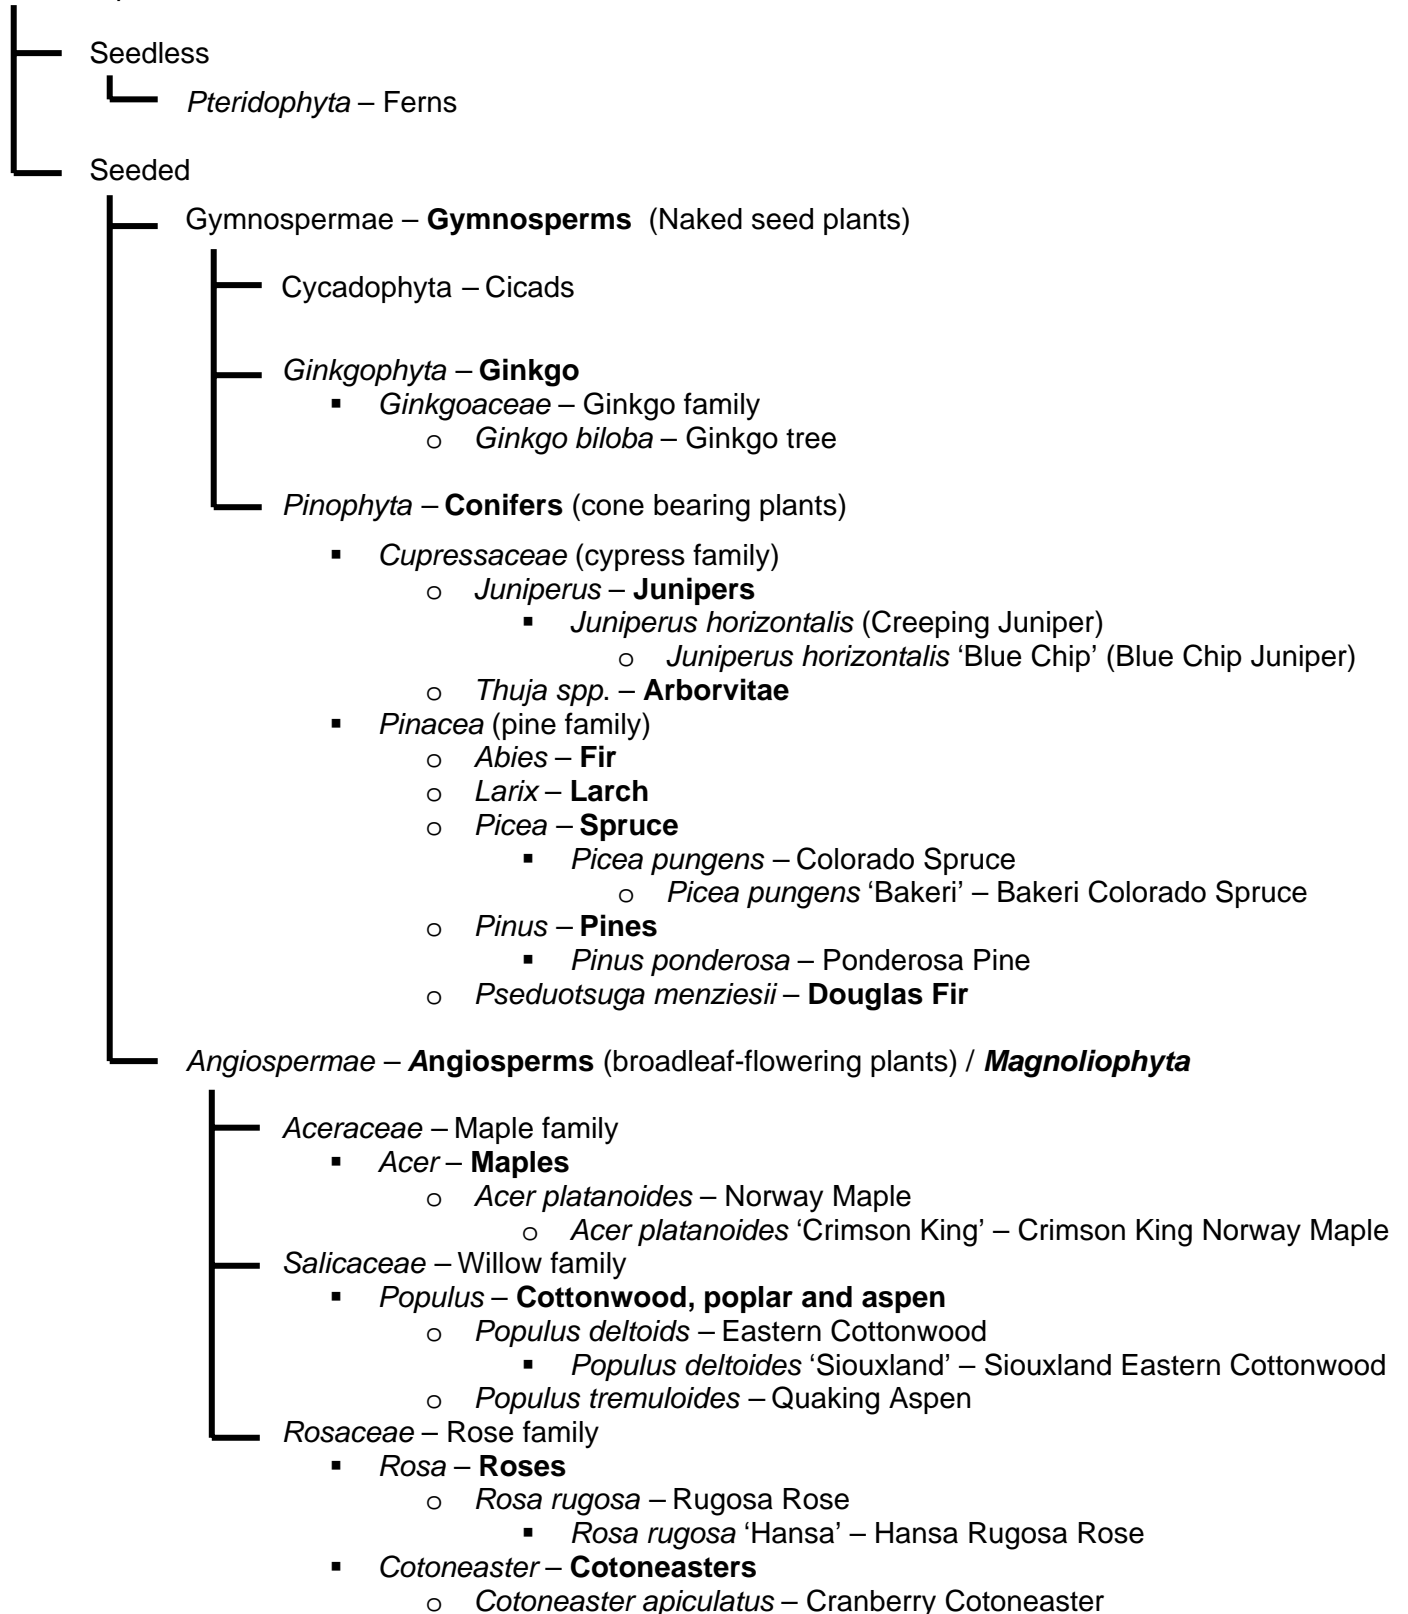 Seedless
Pteridophyta – Ferns
Seeded
Gymnospermae – Gymnosperms (Naked seed plants)
Cycadophyta – Cicads
Ginkgophyta – Ginkgo
▪ Ginkgoaceae – Ginkgo family
o Ginkgo biloba – Ginkgo tree
Pinophyta – Conifers (cone bearing plants)
▪ Cupressaceae (cypress family)
o Juniperus – Junipers
▪ Juniperus horizontalis (Creeping Juniper)
o Juniperus horizontalis ‘Blue Chip’ (Blue Chip Juniper)
o Thuja spp. – Arborvitae
▪ Pinacea (pine family)
o Abies – Fir
o Larix – Larch
o Picea – Spruce
▪ Picea pungens – Colorado Spruce
o Picea pungens ‘Bakeri’ – Bakeri Colorado Spruce
o Pinus – Pines
▪ Pinus ponderosa – Ponderosa Pine
o Pseduotsuga menziesii – Douglas Fir
Angiospermae – Angiosperms (broadleaf-flowering plants) / Magnoliophyta
Aceraceae – Maple family
▪ Acer – Maples
o Acer platanoides – Norway Maple
o Acer platanoides ‘Crimson King’ – Crimson King Norway Maple
Salicaceae – Willow family
▪ Populus – Cottonwood, poplar and aspen
o Populus deltoids – Eastern Cottonwood
▪ Populus deltoides ‘Siouxland’ – Siouxland Eastern Cottonwood
o Populus tremuloides – Quaking Aspen
Rosaceae – Rose family
▪ Rosa – Roses
o Rosa rugosa – Rugosa Rose
▪ Rosa rugosa ‘Hansa’ – Hansa Rugosa Rose
▪ Cotoneaster – Cotoneasters
o Cotoneaster apiculatus – Cranberry Cotoneaster